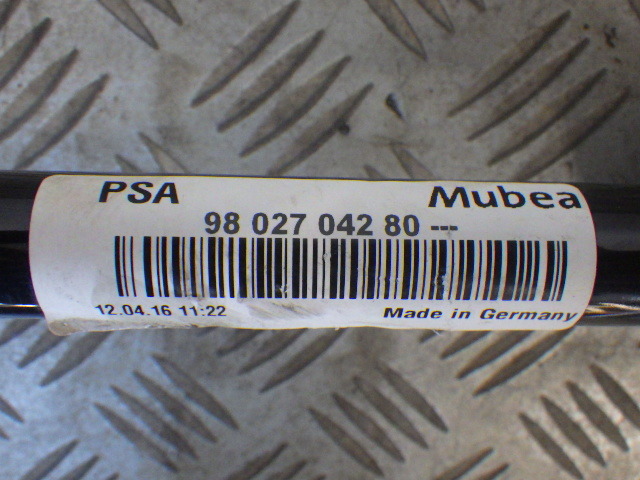 PSA Mubea
98 027 042 80 ---
12.04.16 11:22 Made in Germany